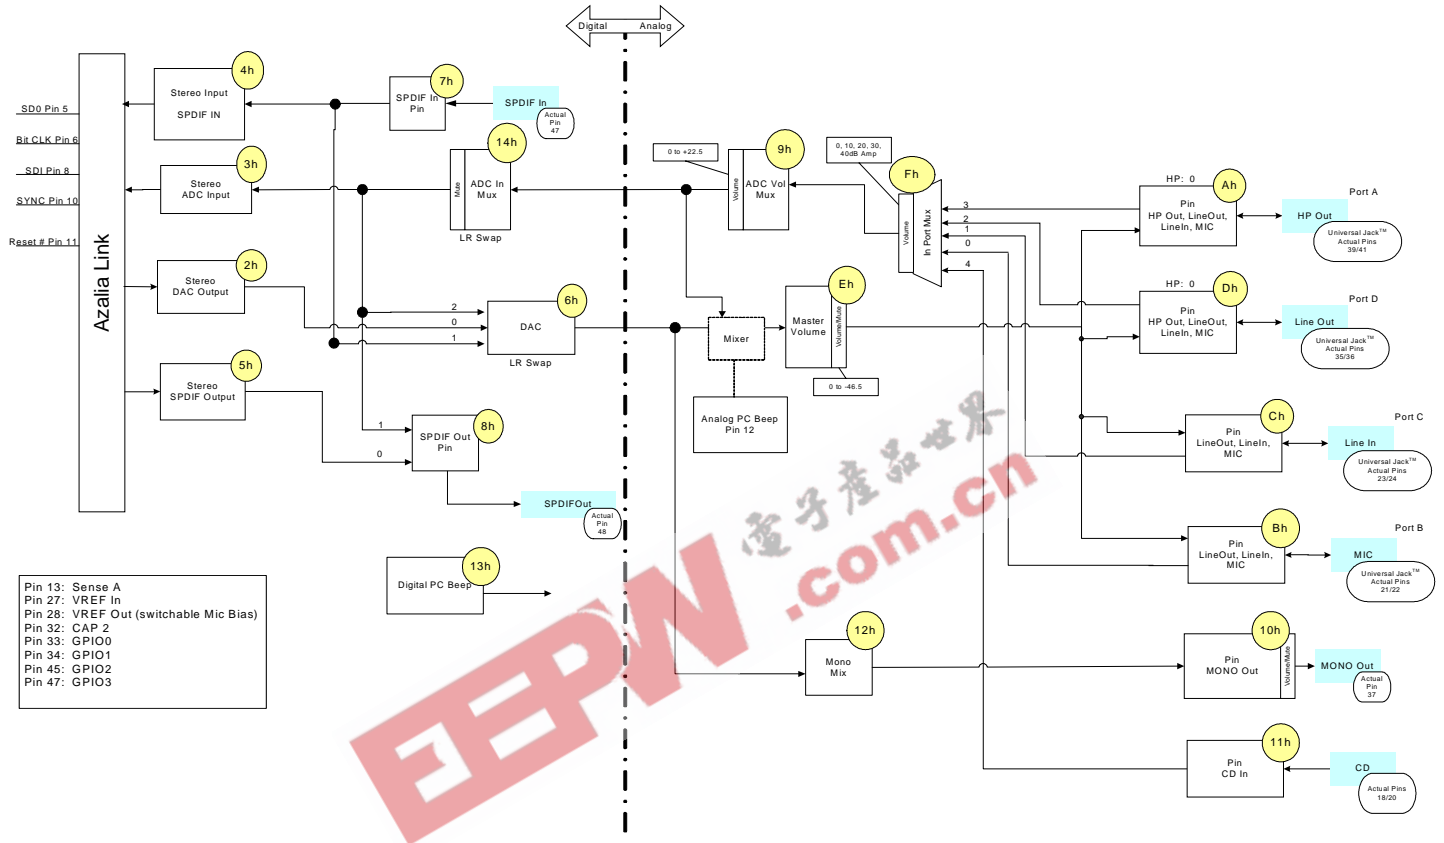 Digital Analog
Azalia Link
SD0 Pin 5
Bit CLK Pin 6
SDI Pin 8
SYNC Pin 10
Reset # Pin 11
4h
Stereo Input
SPDIF IN
7h
SPDIF In
Pin
SPDIF In
Actual
Pin
47
3h
Stereo
ADC Input
14h
Mute
ADC In
Mux
LR Swap
2h
Stereo
DAC Output
6h
2
0
1
DAC
LR Swap
5h
Stereo
SPDIF Output
8h
1
0
SPDIF Out
Pin
SPDIFOut
Actual
Pin
48
13h
Digital PC Beep
0 to +22.5
9h
Volume
ADC Vol
Mux
0, 10, 20, 30,
40dB Amp
Fh
Volume
In Port Mux
3
2
1
0
4
Mixer
Eh
Master
Volume
Volume/Mute
0 to -46.5
Analog PC Beep
Pin 12
HP: 0
Ah
Pin
HP Out, LineOut,
LineIn, MIC
Port A
HP Out
Universal Jack™
Actual Pins
39/41
HP: 0
Dh
Pin
HP Out, LineOut,
LineIn, MIC
Port D
Line Out
Universal Jack™
Actual Pins
35/36
Ch
Pin
LineOut, LineIn,
MIC
Port C
Line In
Universal Jack™
Actual Pins
23/24
Bh
Pin
LineOut, LineIn,
MIC
Port B
MIC
Universal Jack™
Actual Pins
21/22
12h
Mono
Mix
10h
Pin
MONO Out
Volume/Mute
MONO Out
Actual
Pin
37
11h
Pin
CD In
CD
Actual Pins
18/20
Pin 13: Sense A
Pin 27: VREF In
Pin 28: VREF Out (switchable Mic Bias)
Pin 32: CAP 2
Pin 33: GPIO0
Pin 34: GPIO1
Pin 45: GPIO2
Pin 47: GPIO3
EEPW
.com.cn
電子產品世界